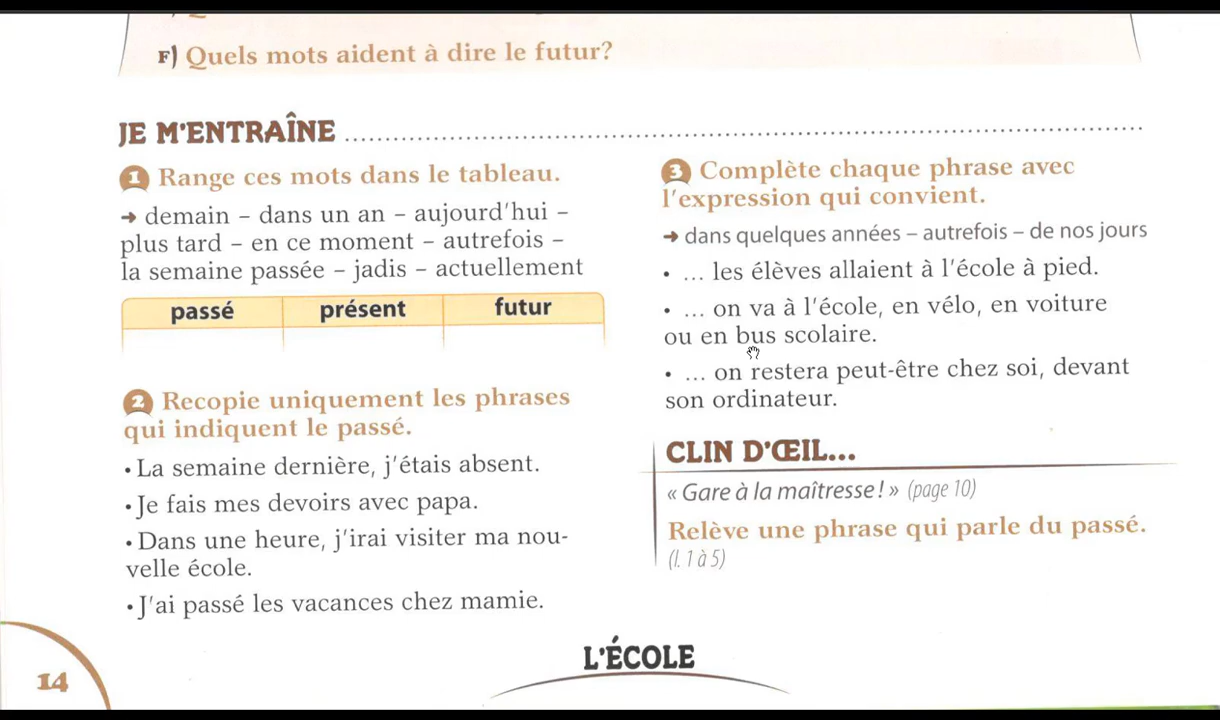 F) Quels mots aident à dire le futur?
JE M'ENTRAÎNE
1 Range ces mots dans le tableau.
➜ demain – dans un an – aujourd'hui –
plus tard – en ce moment – autrefois –
la semaine passée – jadis – actuellement
passé présent futur
2 Recopie uniquement les phrases
qui indiquent le passé.
• La semaine dernière, j'étais absent.
• Je fais mes devoirs avec papa.
• Dans une heure, j'irai visiter ma nou-
velle école.
• J'ai passé les vacances chez mamie.
3 Complète chaque phrase avec
l'expression qui convient.
➜ dans quelques années – autrefois – de nos jours
• ... les élèves allaient à l'école à pied.
• ... on va à l'école, en vélo, en voiture
ou en bus scolaire.
• ... on restera peut-être chez soi, devant
son ordinateur.
CLIN D'ŒIL...
« Gare à la maîtresse ! » (page 10)
Relève une phrase qui parle du passé.
(l. 1 à 5)
14
L'ÉCOLE